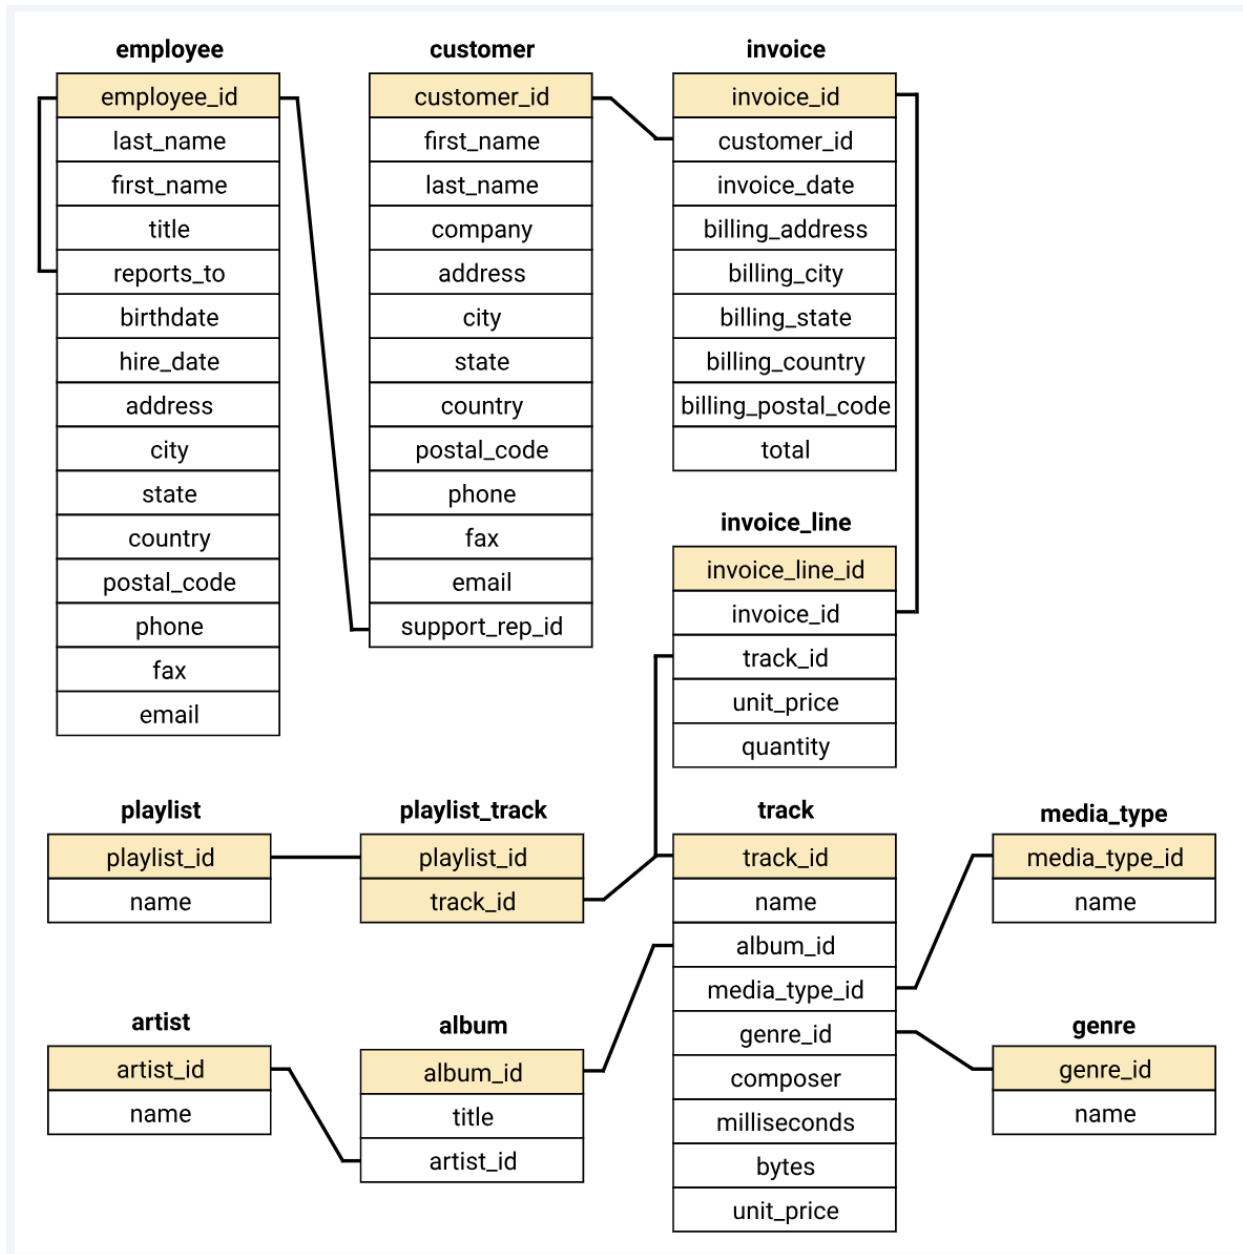 employee
employee_id
last_name
first_name
title
reports_to
birthdate
hire_date
address
city
state
country
postal_code
phone
fax
email
customer
customer_id
first_name
last_name
company
address
city
state
country
postal_code
phone
fax
email
support_rep_id
invoice
invoice_id
customer_id
invoice_date
billing_address
billing_city
billing_state
billing_country
billing_postal_code
total
invoice_line
invoice_line_id
invoice_id
track_id
unit_price
quantity
playlist
playlist_id
name
playlist_track
playlist_id
track_id
track
track_id
name
album_id
media_type_id
genre_id
composer
milliseconds
bytes
unit_price
media_type
media_type_id
name
artist
artist_id
name
album
album_id
title
artist_id
genre
genre_id
name